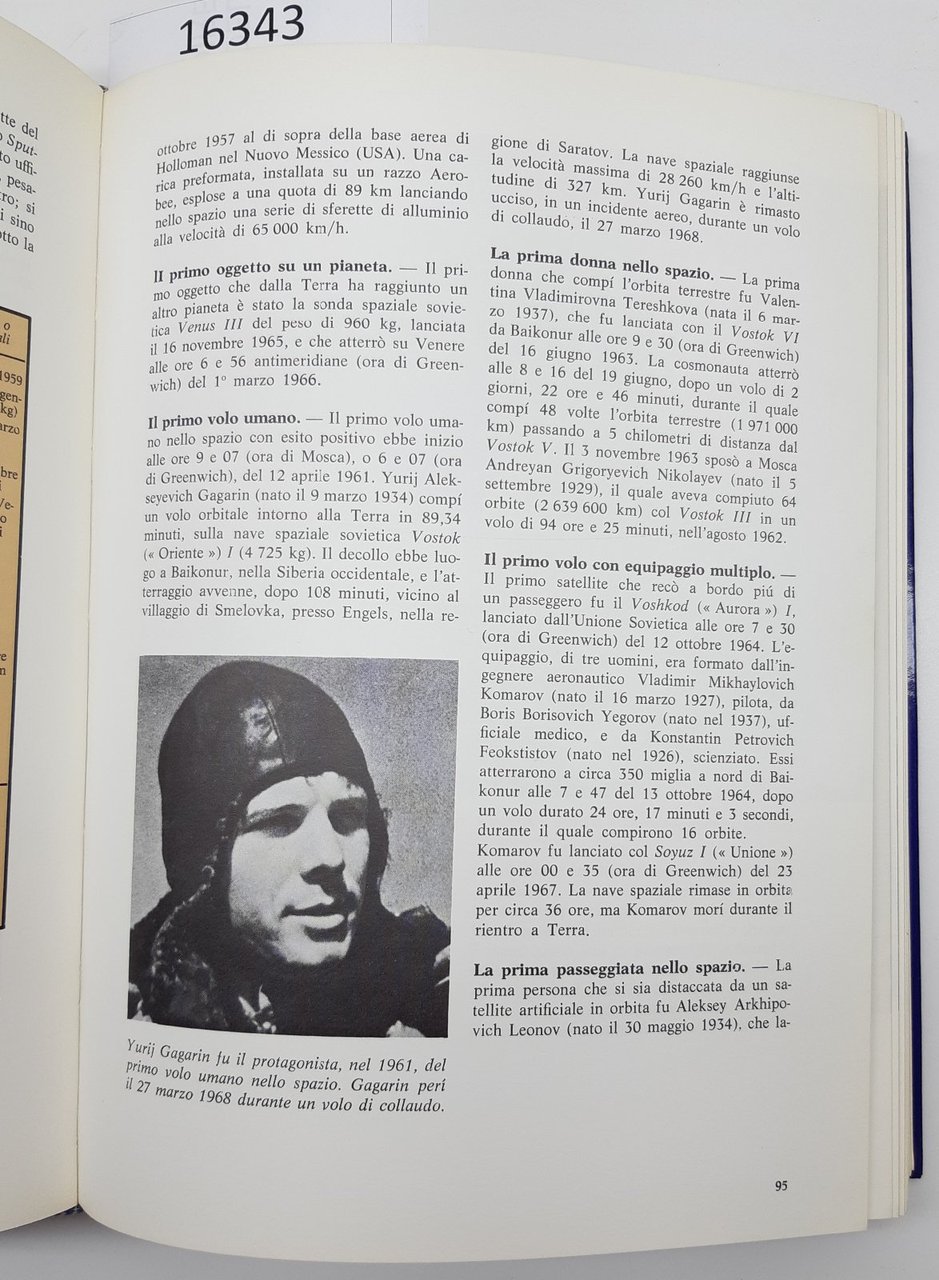 16343
tte del
Sput-
to uffi-
, pesa-
tro; si
i sino
otto la
o
ali
1959
gen-
kg)
arzo
bre
i
Ve-
o
i
re
m
ottobre 1957 al di sopra della base aerea di
Holloman nel Nuovo Messico (USA). Una ca-
rica preformata, installata su un razzo Aero-
bee, esplose a una quota di 89 km lanciando
nello spazio una serie di sferette di alluminio
alla velocità di 65 000 km/h.
Il primo oggetto su un pianeta. — Il pri-
mo oggetto che dalla Terra ha raggiunto un
altro pianeta è stato la sonda spaziale sovie-
tica Venus III del peso di 960 kg, lanciata
il 16 novembre 1965, e che atterrò su Venere
alle ore 6 e 56 antimeridiane (ora di Green-
wich) del 1° marzo 1966.
Il primo volo umano. — Il primo volo uma-
no nello spazio con esito positivo ebbe inizio
alle ore 9 e 07 (ora di Mosca), o 6 e 07 (ora
di Greenwich), del 12 aprile 1961. Yurij Alek-
seyevich Gagarin (nato il 9 marzo 1934) compí
un volo orbitale intorno alla Terra in 89,34
minuti, sulla nave spaziale sovietica Vostok
(« Oriente ») I (4 725 kg). Il decollo ebbe luo-
go a Baikonur, nella Siberia occidentale, e l'at-
terraggio avvenne, dopo 108 minuti, vicino al
villaggio di Smelovka, presso Engels, nella re-
Yurij Gagarin fu il protagonista, nel 1961, del
primo volo umano nello spazio. Gagarin perí
il 27 marzo 1968 durante un volo di collaudo.
gione di Saratov. La nave spaziale raggiunse
la velocità massima di 28 260 km/h e l'alti-
tudine di 327 km. Yurij Gagarin è rimasto
ucciso, in un incidente aereo, durante un volo
di collaudo, il 27 marzo 1968.
La prima donna nello spazio. — La prima
donna che compí l'orbita terrestre fu Valen-
tina Vladimirovna Tereshkova (nata il 6 mar-
zo 1937), che fu lanciata con il Vostok VI
da Baikonur alle ore 9 e 30 (ora di Greenwich)
del 16 giugno 1963. La cosmonauta atterrò
alle 8 e 16 del 19 giugno, dopo un volo di 2
giorni, 22 ore e 46 minuti, durante il quale
compí 48 volte l'orbita terrestre (1 971 000
km) passando a 5 chilometri di distanza dal
Vostok V. Il 3 novembre 1963 sposò a Mosca
Andreyan Grigoryevich Nikolayev (nato il 5
settembre 1929), il quale aveva compiuto 64
orbite (2 639 600 km) col Vostok III in un
volo di 94 ore e 25 minuti, nell'agosto 1962.
Il primo volo con equipaggio multiplo. —
Il primo satellite che recò a bordo piú di
un passeggero fu il Voshkod (« Aurora ») I,
lanciato dall'Unione Sovietica alle ore 7 e 30
(ora di Greenwich) del 12 ottobre 1964. L'e-
quipaggio, di tre uomini, era formato dall'in-
gegnere aeronautico Vladimir Mikhaylovich
Komarov (nato il 16 marzo 1927), pilota, da
Boris Borisovich Yegorov (nato nel 1937), uf-
ficiale medico, e da Konstantin Petrovich
Feokstistov (nato nel 1926), scienziato. Essi
atterrarono a circa 350 miglia a nord di Bai-
konur alle 7 e 47 del 13 ottobre 1964, dopo
un volo durato 24 ore, 17 minuti e 3 secondi,
durante il quale compirono 16 orbite.
Komarov fu lanciato col Soyuz I (« Unione »)
alle ore 00 e 35 (ora di Greenwich) del 23
aprile 1967. La nave spaziale rimase in orbita
per circa 36 ore, ma Komarov morí durante il
rientro a Terra.
La prima passeggiata nello spazio. — La
prima persona che si sia distaccata da un sa-
tellite artificiale in orbita fu Aleksey Arkhipo-
vich Leonov (nato il 30 maggio 1934), che la-
95